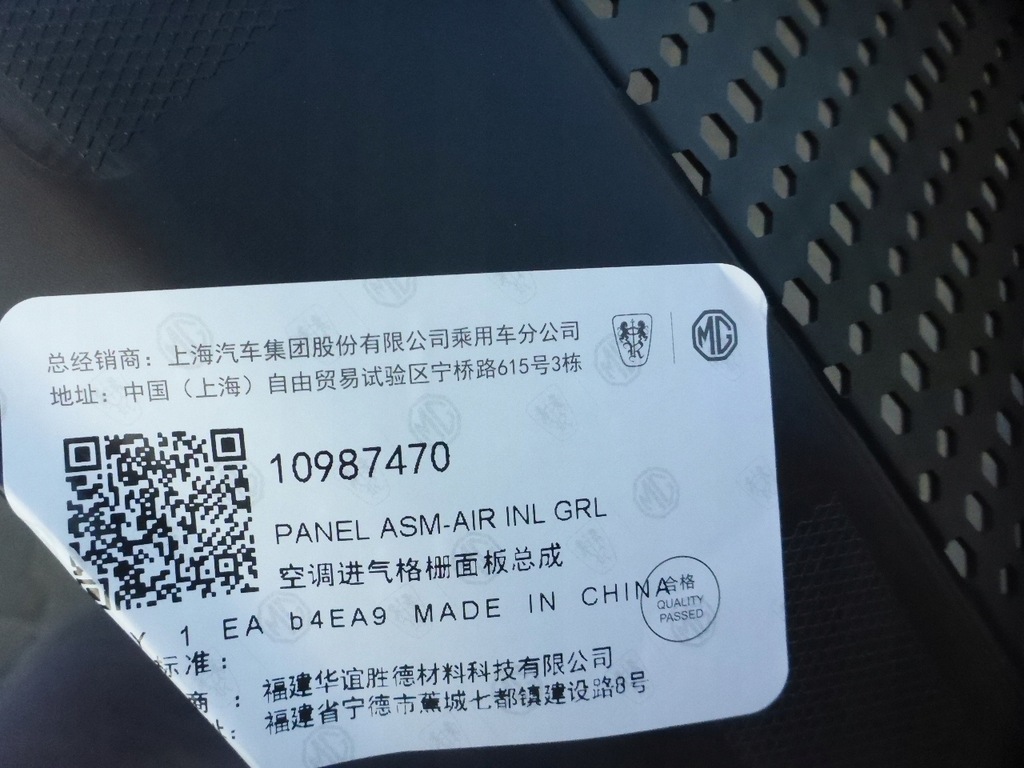 总经销商：上海汽车集团股份有限公司乘用车分公司
地址：中国（上海）自由贸易试验区宁桥路615号3栋
MG
10987470
PANEL ASM-AIR INL GRL
空调进气格栅面板总成
1 EA b4EA9 MADE IN CHINA
合格
QUALITY
PASSED
标准：
商：福建华谊胜德材料科技有限公司
：福建省宁德市蕉城七都镇建设路8号